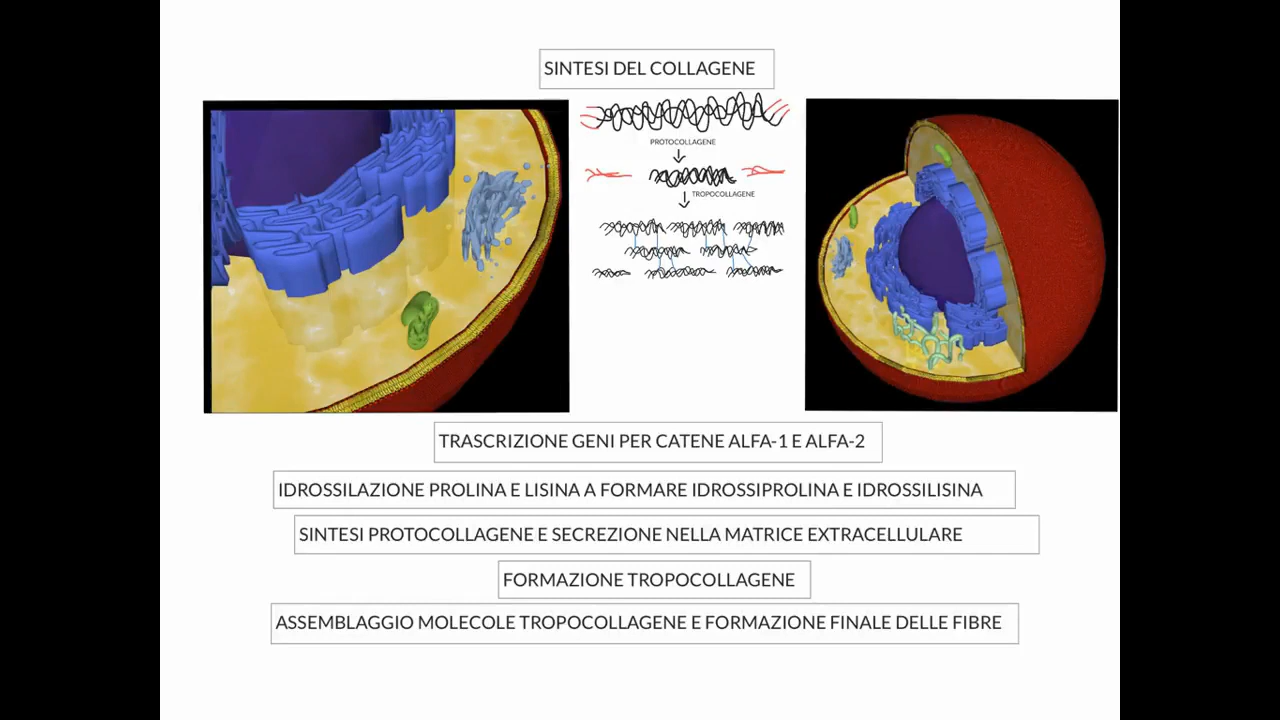 SINTESI DEL COLLAGENE
PROTOCOLLAGENE
TROPOCOLLAGENE
TRASCRIZIONE GENI PER CATENE ALFA-1 E ALFA-2
IDROSSILAZIONE PROLINA E LISINA A FORMARE IDROSSIPROLINA E IDROSSILISINA
SINTESI PROTOCOLLAGENE E SECREZIONE NELLA MATRICE EXTRACELLULARE
FORMAZIONE TROPOCOLLAGENE
ASSEMBLAGGIO MOLECOLE TROPOCOLLAGENE E FORMAZIONE FINALE DELLE FIBRE